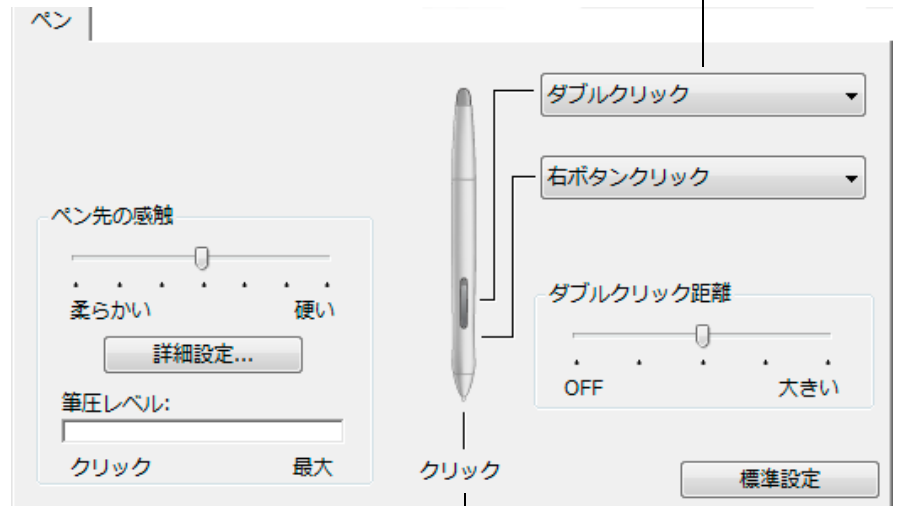 ペン
ダブルクリック
右ボタンクリック
ペン先の感触
柔らかい
硬い
詳細設定...
筆圧レベル:
クリック
最大
クリック
ダブルクリック距離
OFF
大きい
標準設定